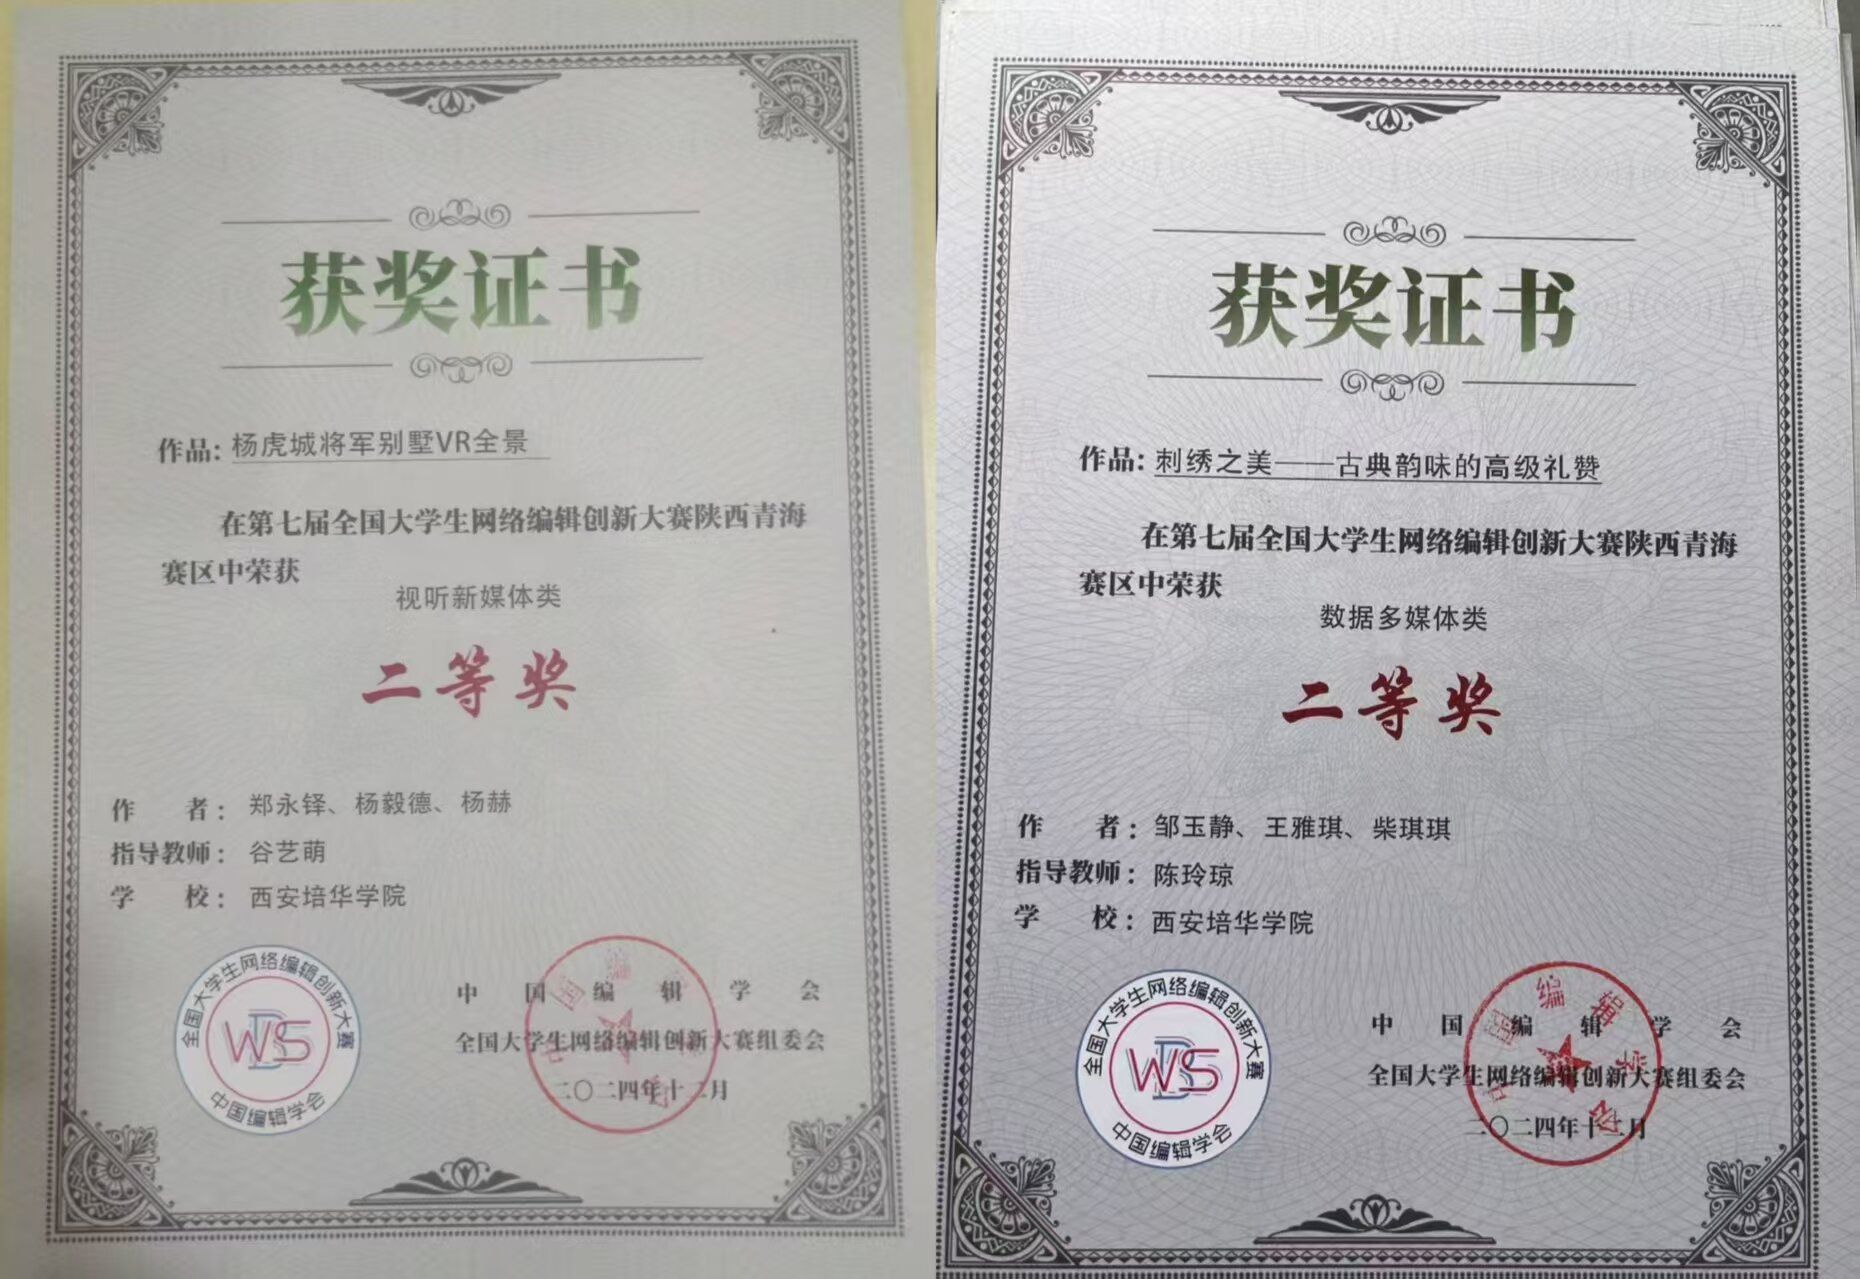 获奖证书
作品: 杨虎城将军别墅VR全景
在第七届全国大学生网络编辑创新大赛陕西青海
赛区中荣获
视听新媒体类
二等奖
作 者: 郑永铎、杨毅德、杨赫
指导教师: 谷艺萌
学 校: 西安培华学院
全国大学生网络编辑创新大赛
WBS
中国编辑学会
中国编辑学会
全国大学生网络编辑创新大赛组委会
二〇二四年十二月
获奖证书
作品: 刺绣之美——古典韵味的高级礼赞
在第七届全国大学生网络编辑创新大赛陕西青海
赛区中荣获
数据多媒体类
二等奖
作 者: 邹玉静、王雅琪、柴琪琪
指导教师: 陈玲琼
学 校: 西安培华学院
全国大学生网络编辑创新大赛
WBS
中国编辑学会
中国编辑学会
全国大学生网络编辑创新大赛组委会
二〇二四年十二月
中国编辑学会